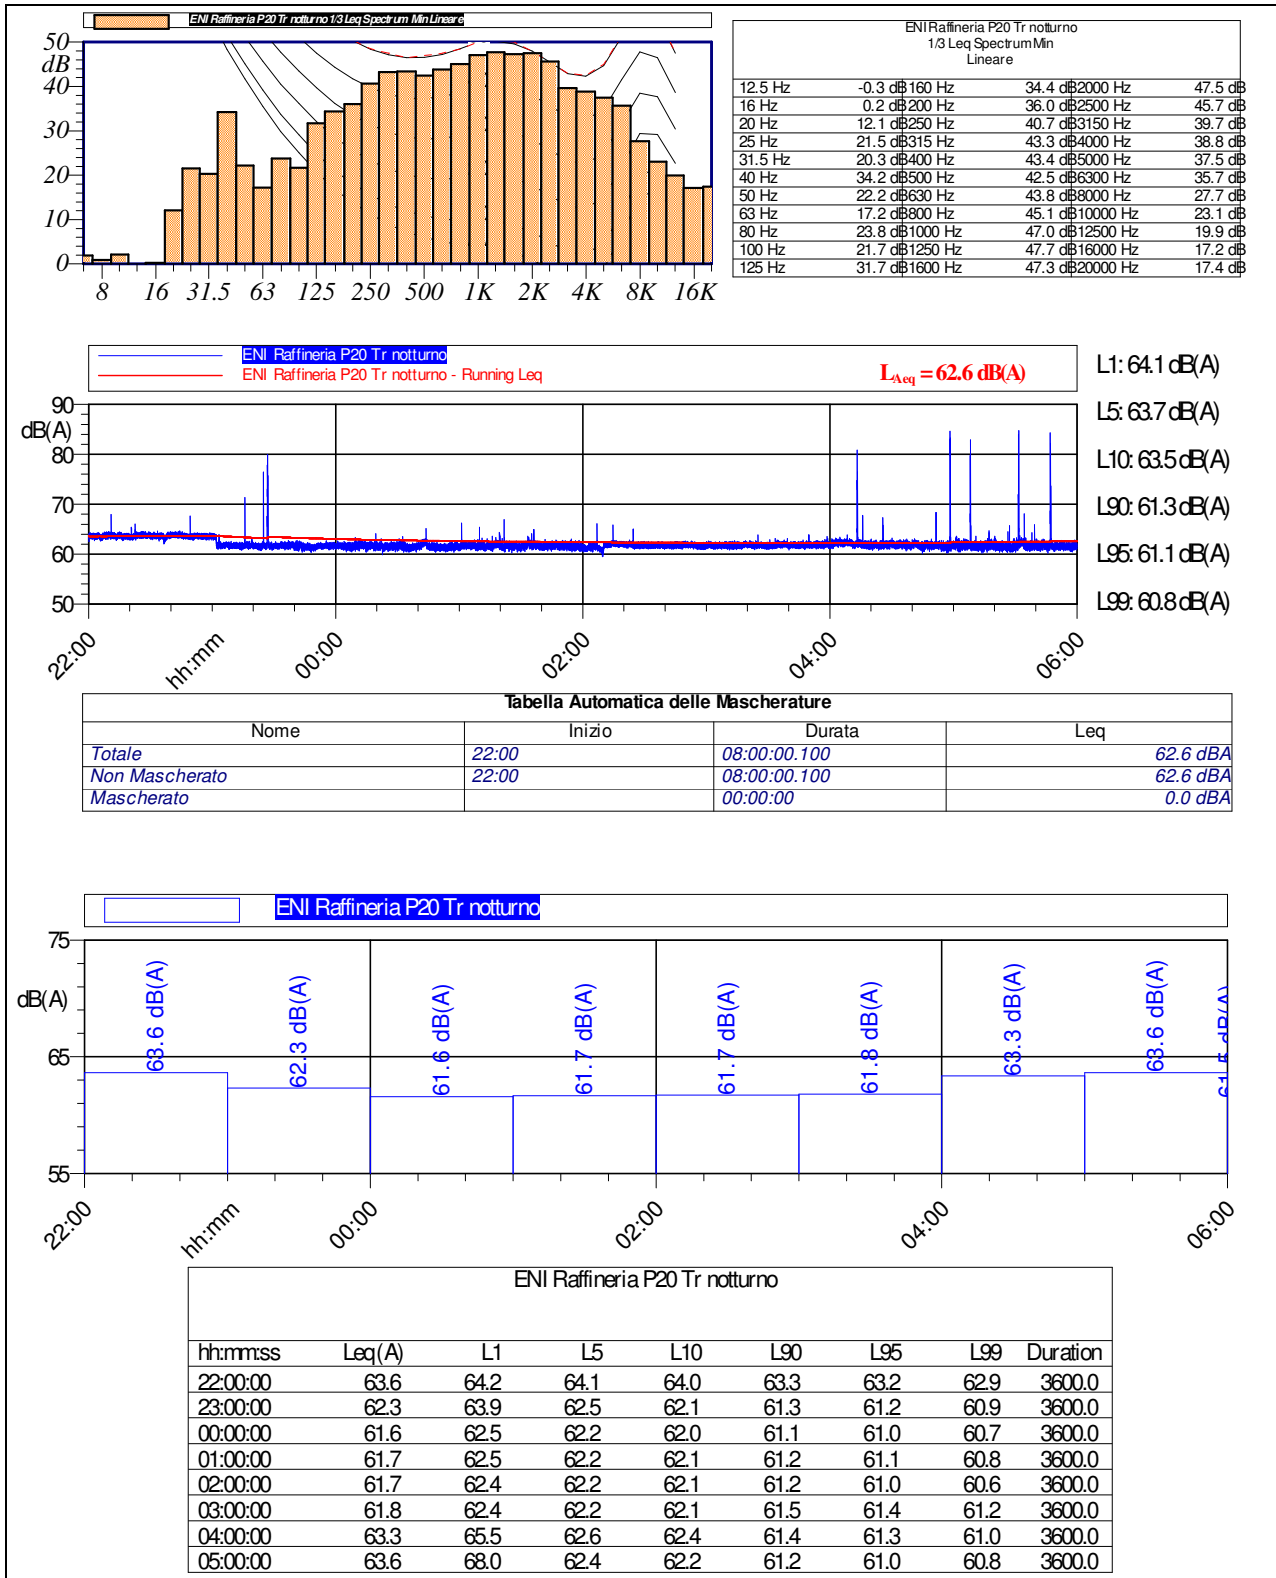 ENI Raffineria P20 Tr notturno 1/3 Leq Spectrum Min Lineare
50
dB
40
30
20
10
0
8 16 31.5 63 125 250 500 1K 2K 4K 8K 16K
ENI Raffineria P20 Tr notturno
1/3 Leq Spectrum Min
Lineare
12.5 Hz -0.3 dB 160 Hz 34.4 dB 2000 Hz 47.5 dB
16 Hz 0.2 dB 200 Hz 36.0 dB 2500 Hz 45.7 dB
20 Hz 12.1 dB 250 Hz 40.7 dB 3150 Hz 39.7 dB
25 Hz 21.5 dB 315 Hz 43.3 dB 4000 Hz 38.8 dB
31.5 Hz 20.3 dB 400 Hz 43.4 dB 5000 Hz 37.5 dB
40 Hz 34.2 dB 500 Hz 42.5 dB 6300 Hz 35.7 dB
50 Hz 22.2 dB 630 Hz 43.8 dB 8000 Hz 27.7 dB
63 Hz 17.2 dB 800 Hz 45.1 dB 10000 Hz 23.1 dB
80 Hz 23.8 dB 1000 Hz 47.0 dB 12500 Hz 19.9 dB
100 Hz 21.7 dB 1250 Hz 47.7 dB 16000 Hz 17.2 dB
125 Hz 31.7 dB 1600 Hz 47.3 dB 20000 Hz 17.4 dB
ENI Raffineria P20 Tr notturno
ENI Raffineria P20 Tr notturno - Running Leq
LAeq = 62.6 dB(A)
90
dB(A)
80
70
60
50
22:00 hh:mm 00:00 02:00 04:00 06:00
L1: 64.1 dB(A)
L5: 63.7 dB(A)
L10: 63.5 dB(A)
L90: 61.3 dB(A)
L95: 61.1 dB(A)
L99: 60.8 dB(A)
Tabella Automatica delle Mascherature
Nome Inizio Durata Leq
Totale 22:00 08:00:00.100 62.6 dBA
Non Mascherato 22:00 08:00:00.100 62.6 dBA
Mascherato 00:00:00 0.0 dBA
ENI Raffineria P20 Tr notturno
75
dB(A)
65
55
63.6 dB(A) 62.3 dB(A) 61.6 dB(A) 61.7 dB(A) 61.7 dB(A) 61.8 dB(A) 63.3 dB(A) 63.6 dB(A)
22:00 hh:mm 00:00 02:00 04:00 06:00
ENI Raffineria P20 Tr notturno
hh:mm:ss Leq(A) L1 L5 L10 L90 L95 L99 Duration
22:00:00 63.6 64.2 64.1 64.0 63.3 63.2 62.9 3600.0
23:00:00 62.3 63.9 62.5 62.1 61.3 61.2 60.9 3600.0
00:00:00 61.6 62.5 62.2 62.0 61.1 61.0 60.7 3600.0
01:00:00 61.7 62.5 62.2 62.1 61.2 61.1 60.8 3600.0
02:00:00 61.7 62.4 62.2 62.1 61.2 61.0 60.6 3600.0
03:00:00 61.8 62.4 62.2 62.1 61.5 61.4 61.2 3600.0
04:00:00 63.3 65.5 62.6 62.4 61.4 61.3 61.0 3600.0
05:00:00 63.6 68.0 62.4 62.2 61.2 61.0 60.8 3600.0